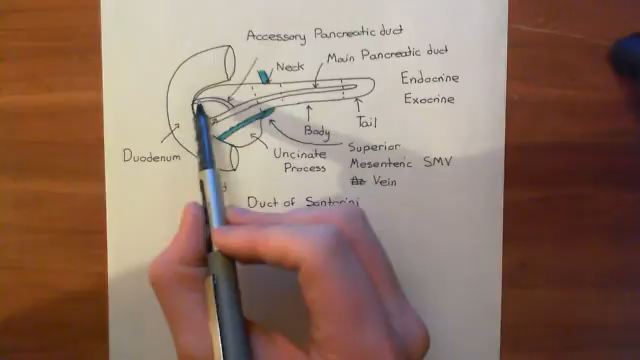 Accessory Pancreatic duct
Main Pancreatic duct
Neck
Endocrine
Exocrine
Tail
Body
Duodenum
Uncinate
Process
Superior
Mesenteric SMV
Vein
Duct of Santorini